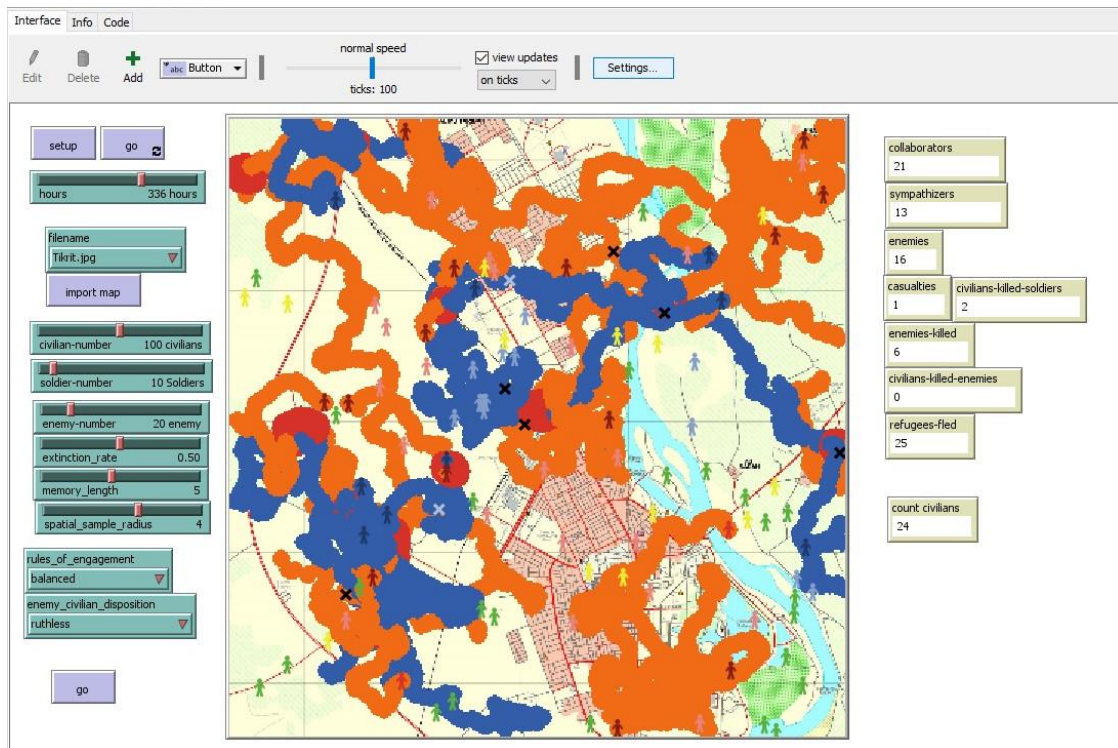 Interface Info Code
Edit Delete Add abc Button
normal speed
ticks: 100
view updates
on ticks
Settings...
setup go
hours 336 hours
filename
Tikrit.jpg
import map
civilian-number 100 civilians
soldier-number 10 Soldiers
enemy-number 20 enemy
extinction_rate 0.50
memory_length 5
spatial_sample_radius 4
rules_of_engagement
balanced
enemy_civilian_disposition
ruthless
go
collaborators
21
sympathizers
13
enemies
16
casualties civilians-killed-soldiers
1 2
enemies-killed
6
civilians-killed-enemies
0
refugees-fled
25
count civilians
24